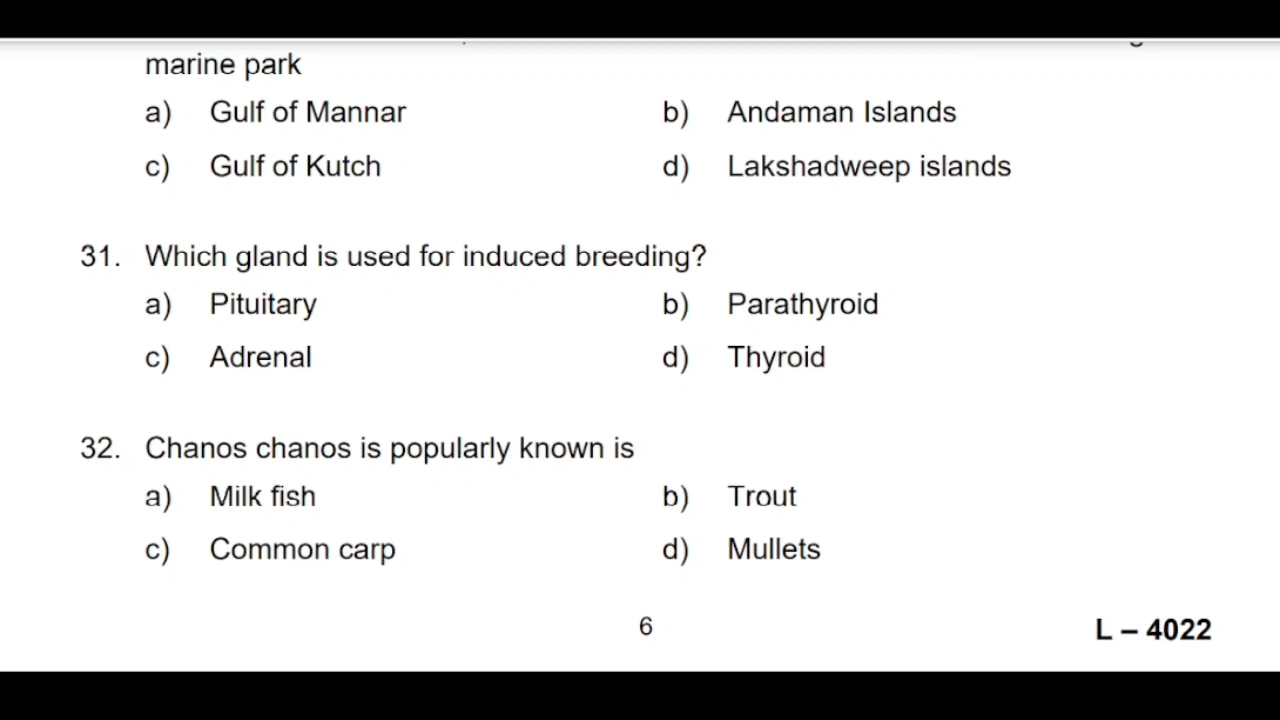 marine park
a) Gulf of Mannar b) Andaman Islands
c) Gulf of Kutch d) Lakshadweep islands
31. Which gland is used for induced breeding?
a) Pituitary b) Parathyroid
c) Adrenal d) Thyroid
32. Chanos chanos is popularly known is
a) Milk fish b) Trout
c) Common carp d) Mullets
6 L – 4022